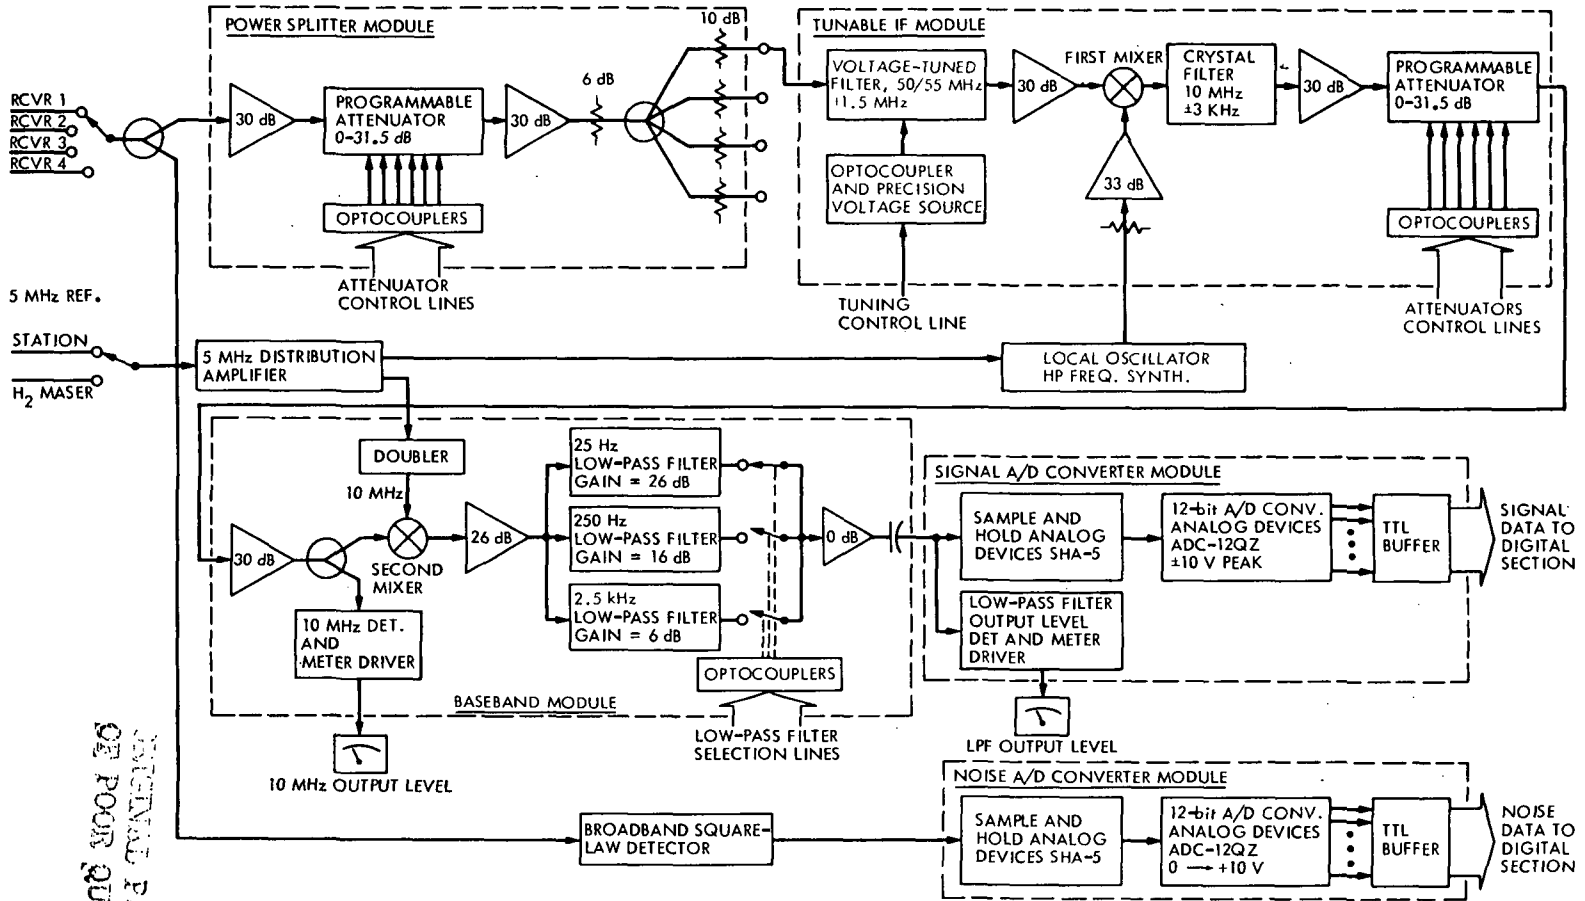 POWER SPLITTER MODULE
10 dB
6 dB
RCVR 1
RCVR 2
RCVR 3
RCVR 4
30 dB
PROGRAMMABLE
ATTENUATOR
0-31.5 dB
30 dB
OPTOCOUPLERS
ATTENUATOR
CONTROL LINES
TUNABLE IF MODULE
VOLTAGE-TUNED
FILTER, 50/55 MHz
±1.5 MHz
30 dB
FIRST MIXER
CRYSTAL
FILTER
10 MHz
±3 KHz
30 dB
PROGRAMMABLE
ATTENUATOR
0-31.5 dB
OPTOCOUPLER
AND PRECISION
VOLTAGE SOURCE
33 dB
OPTOCOUPLERS
TUNING
CONTROL LINE
ATTENUATORS
CONTROL LINES
5 MHz REF.
STATION
H2 MASER
5 MHz DISTRIBUTION
AMPLIFIER
LOCAL OSCILLATOR
HP FREQ. SYNTH.
DOUBLER
10 MHz
30 dB
SECOND
MIXER
26 dB
25 Hz
LOW-PASS FILTER
GAIN = 26 dB
250 Hz
LOW-PASS FILTER
GAIN = 16 dB
2.5 kHz
LOW-PASS FILTER
GAIN = 6 dB
0 dB
10 MHz DET.
AND
METER DRIVER
OPTOCOUPLERS
BASEBAND MODULE
10 MHz OUTPUT LEVEL
LOW-PASS FILTER
SELECTION LINES
SIGNAL A/D CONVERTER MODULE
SAMPLE AND
HOLD ANALOG
DEVICES SHA-5
12-bit A/D CONV.
ANALOG DEVICES
ADC-12QZ
±10 V PEAK
TTL
BUFFER
SIGNAL
DATA TO
DIGITAL
SECTION
LOW-PASS FILTER
OUTPUT LEVEL
DET AND METER
DRIVER
LPF OUTPUT LEVEL
BROADBAND SQUARE-
LAW DETECTOR
NOISE A/D CONVERTER MODULE
SAMPLE AND
HOLD ANALOG
DEVICES SHA-5
12-bit A/D CONV.
ANALOG DEVICES
ADC-12QZ
0 → +10 V
TTL
BUFFER
NOISE
DATA TO
DIGITAL
SECTION
OF POOR QU